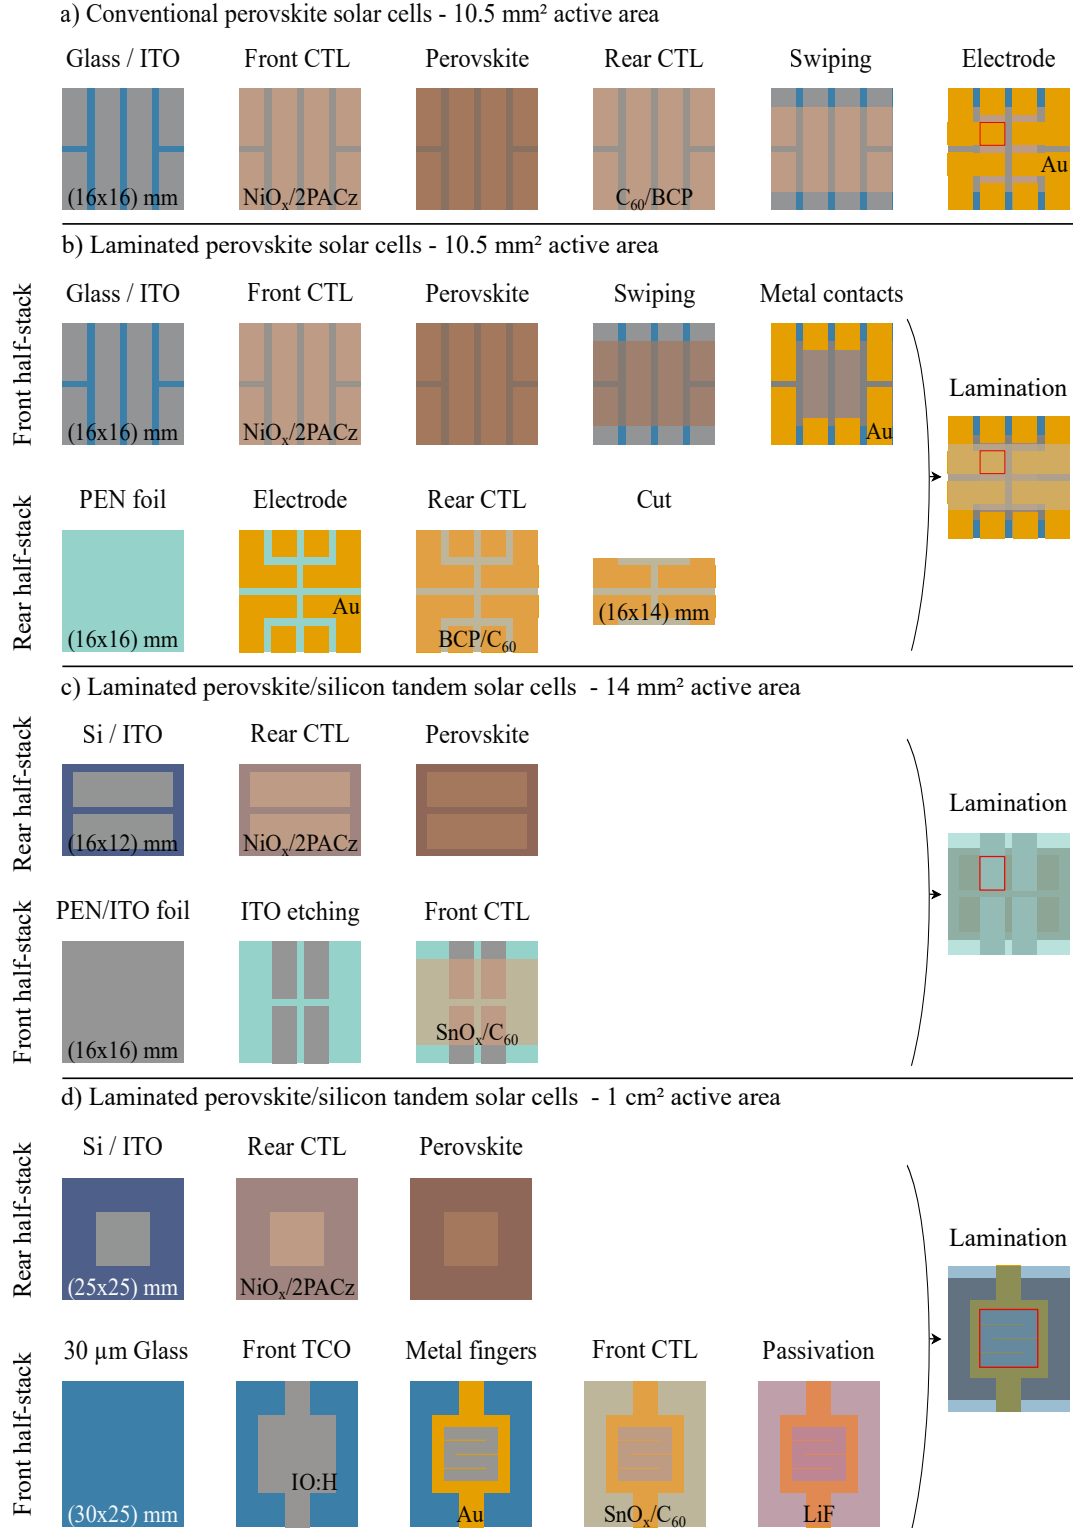 a) Conventional perovskite solar cells - 10.5 mm² active area
Glass / ITO Front CTL Perovskite Rear CTL Swiping Electrode
(16x16) mm NiOₓ/2PACz C₆₀/BCP Au
b) Laminated perovskite solar cells - 10.5 mm² active area
Front half-stack
Glass / ITO Front CTL Perovskite Swiping Metal contacts
(16x16) mm NiOₓ/2PACz Au
Lamination
Rear half-stack
PEN foil Electrode Rear CTL Cut
(16x16) mm Au BCP/C₆₀ (16x14) mm
c) Laminated perovskite/silicon tandem solar cells - 14 mm² active area
Rear half-stack
Si / ITO Rear CTL Perovskite
(16x12) mm NiOₓ/2PACz
Lamination
Front half-stack
PEN/ITO foil ITO etching Front CTL
(16x16) mm SnOₓ/C₆₀
d) Laminated perovskite/silicon tandem solar cells - 1 cm² active area
Rear half-stack
Si / ITO Rear CTL Perovskite
(25x25) mm NiOₓ/2PACz
Lamination
Front half-stack
30 µm Glass Front TCO Metal fingers Front CTL Passivation
(30x25) mm IO:H Au SnOₓ/C₆₀ LiF